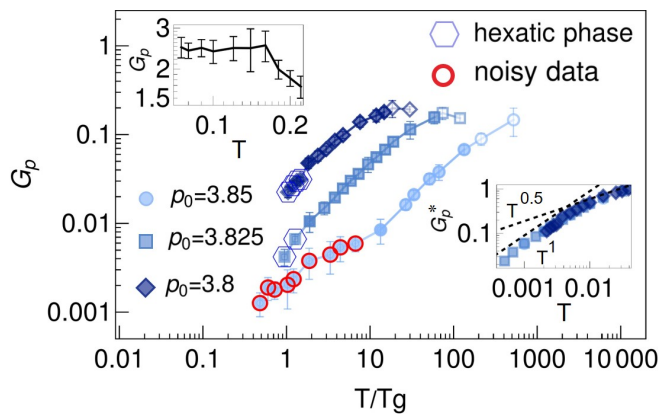 3
2
1.5
G_p
0.1
0.2
T
hexatic phase
noisy data
1
0.1
0.01
0.001
G_p
p_0=3.85
p_0=3.825
p_0=3.8
1
0.1
G_p^*
T^0.5
T^1
0.001
0.01
T
0.01
0.1
1
10
100
1000
10 000
T/Tg